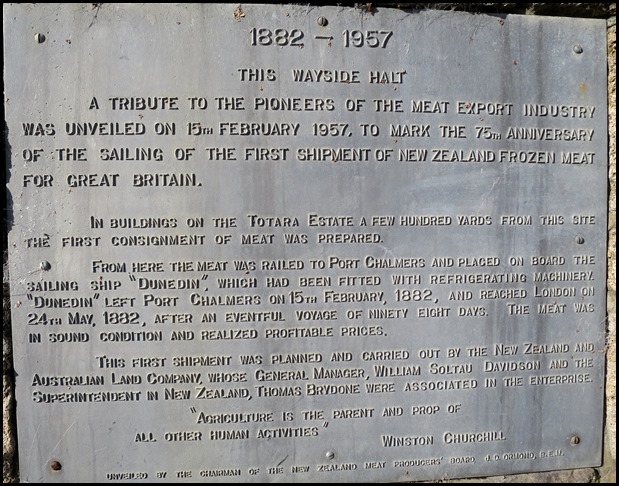 1882 – 1957
THIS WAYSIDE HALT
A TRIBUTE TO THE PIONEERS OF THE MEAT EXPORT INDUSTRY
WAS UNVEILED ON 15TH FEBRUARY 1957, TO MARK THE 75TH ANNIVERSARY
OF THE SAILING OF THE FIRST SHIPMENT OF NEW ZEALAND FROZEN MEAT
FOR GREAT BRITAIN.
IN BUILDINGS ON THE TOTARA ESTATE A FEW HUNDRED YARDS FROM THIS SITE
THE FIRST CONSIGNMENT OF MEAT WAS PREPARED.
FROM HERE THE MEAT WAS RAILED TO PORT CHALMERS AND PLACED ON BOARD THE
SAILING SHIP "DUNEDIN", WHICH HAD BEEN FITTED WITH REFRIGERATING MACHINERY.
"DUNEDIN" LEFT PORT CHALMERS ON 15TH FEBRUARY, 1882, AND REACHED LONDON ON
24TH MAY, 1882, AFTER AN EVENTFUL VOYAGE OF NINETY EIGHT DAYS. THE MEAT WAS
IN SOUND CONDITION AND REALIZED PROFITABLE PRICES.
THIS FIRST SHIPMENT WAS PLANNED AND CARRIED OUT BY THE NEW ZEALAND AND
AUSTRALIAN LAND COMPANY, WHOSE GENERAL MANAGER, WILLIAM SOLTAU DAVIDSON AND THE
SUPERINTENDENT IN NEW ZEALAND, THOMAS BRYDONE WERE ASSOCIATED IN THE ENTERPRISE.
"AGRICULTURE IS THE PARENT AND PROP OF
ALL OTHER HUMAN ACTIVITIES"
WINSTON CHURCHILL
UNVEILED BY THE CHAIRMAN OF THE NEW ZEALAND MEAT PRODUCERS' BOARD, J. D. ORMOND, B.E.M.